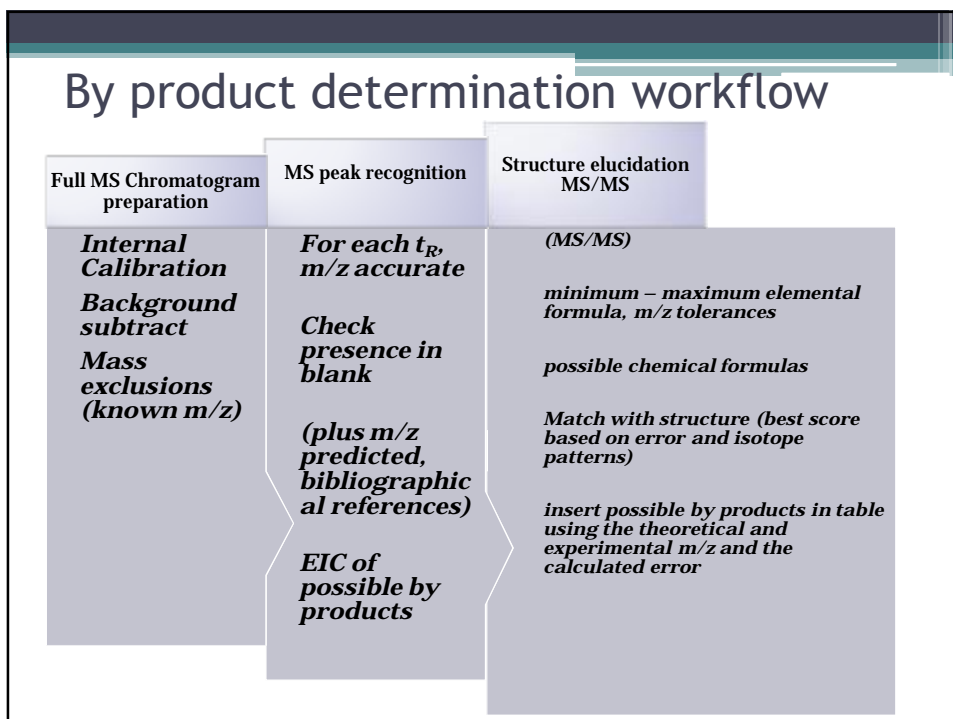 By product determination workflow
Full MS Chromatogram
preparation
Internal
Calibration
Background
subtract
Mass
exclusions
(known m/z)
MS peak recognition
For each tR,
m/z accurate
Check
presence in
blank
(plus m/z
predicted,
bibliographic
al references)
EIC of
possible by
products
Structure elucidation
MS/MS
(MS/MS)
minimum – maximum elemental
formula, m/z tolerances
possible chemical formulas
Match with structure (best score
based on error and isotope
patterns)
insert possible by products in table
using the theoretical and
experimental m/z and the
calculated error